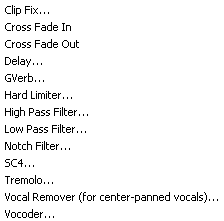 Clip Fix...
Cross Fade In
Cross Fade Out
Delay...
GVerb...
Hard Limiter...
High Pass Filter...
Low Pass Filter...
Notch Filter...
SC4...
Tremolo...
Vocal Remover (for center-panned vocals)...
Vocoder...